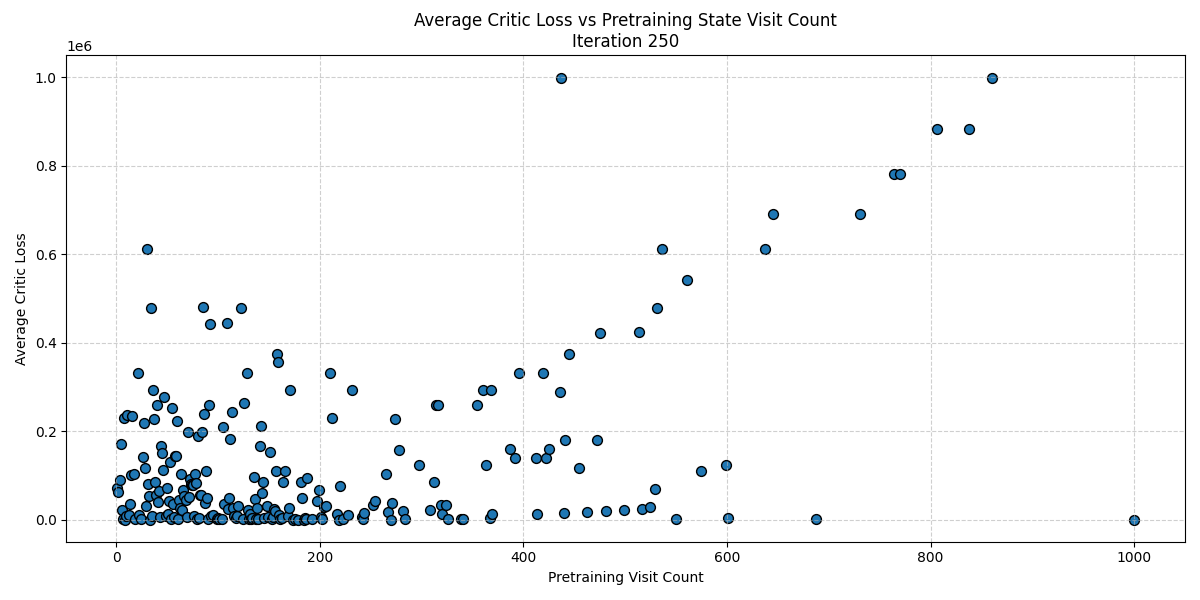 Average Critic Loss vs Pretraining State Visit Count
Iteration 250
1e6
1.0
0.8
0.6
0.4
0.2
0.0
Average Critic Loss
0 200 400 600 800 1000
Pretraining Visit Count